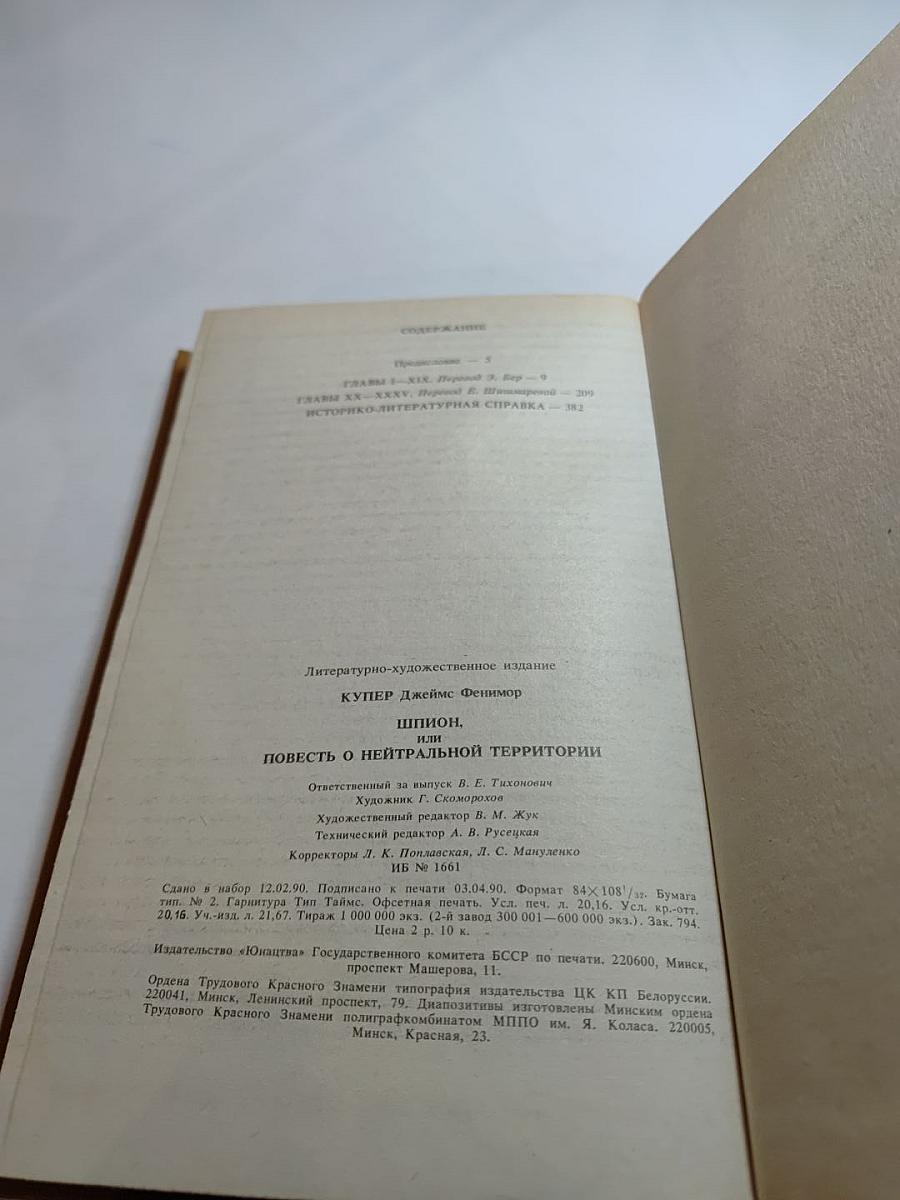 СОДЕРЖАНИЕ
Предисловие — 5
ГЛАВЫ I—XIX. Перевод Э. Бер — 9
ГЛАВЫ XX—XXXV. Перевод Е. Шишмаревой — 209
ИСТОРИКО-ЛИТЕРАТУРНАЯ СПРАВКА — 382
Литературно-художественное издание
КУПЕР Джеймс Фенимор
ШПИОН,
или
ПОВЕСТЬ О НЕЙТРАЛЬНОЙ ТЕРРИТОРИИ
Ответственный за выпуск В. Е. Тихонович
Художник Г. Скоморохов
Художественный редактор В. М. Жук
Технический редактор А. В. Русецкая
Корректоры Л. К. Поплавская, Л. С. Мануленко
ИБ № 1661
Сдано в набор 12.02.90. Подписано к печати 03.04.90. Формат 84×108¹/₃₂. Бумага
тип. № 2. Гарнитура Тип Таймс. Офсетная печать. Усл. печ. л. 20,16. Усл. кр.-отт.
20,16. Уч.-изд. л. 21,67. Тираж 1 000 000 экз. (2-й завод 300 001—600 000 экз.). Зак. 794.
Цена 2 р. 10 к.
Издательство «Юнацтва» Государственного комитета БССР по печати. 220600, Минск,
проспект Машерова, 11.
Ордена Трудового Красного Знамени типография издательства ЦК КП Белоруссии.
220041, Минск, Ленинский проспект, 79. Диапозитивы изготовлены Минским ордена
Трудового Красного Знамени полиграфкомбинатом МППО им. Я. Коласа. 220005,
Минск, Красная, 23.